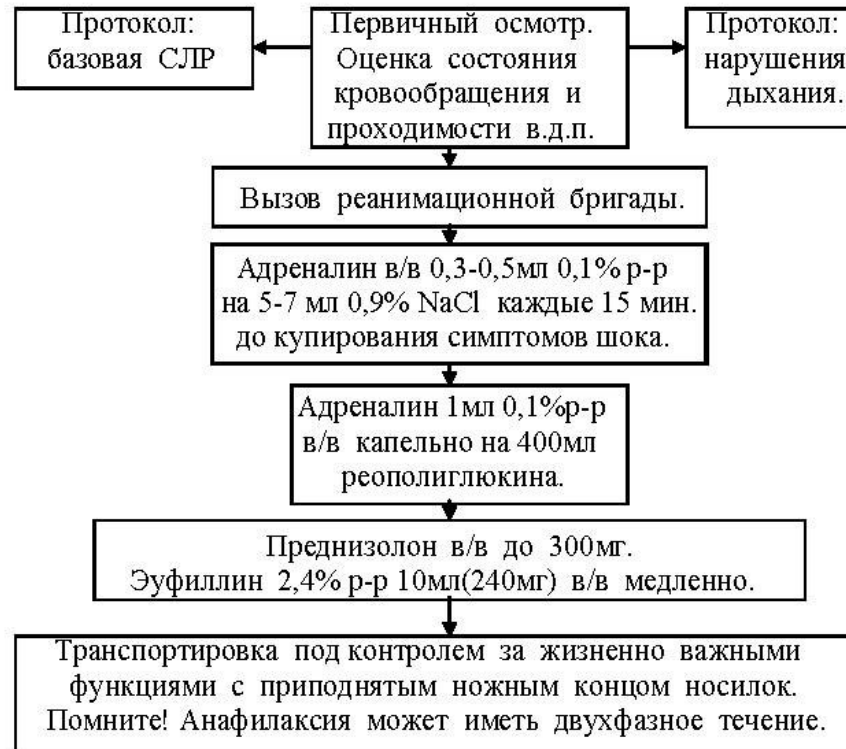 Протокол:
базовая СЛР
Первичный осмотр.
Оценка состояния
кровообращения и
проходимости в.д.п.
Протокол:
нарушения
дыхания.
Вызов реанимационной бригады.
Адреналин в/в 0,3-0,5мл 0,1% р-р
на 5-7 мл 0,9% NaCl каждые 15 мин.
до купирования симптомов шока.
Адреналин 1мл 0,1%р-р
в/в капельно на 400мл
реополиглюкина.
Преднизолон в/в до 300мг.
Эуфиллин 2,4% р-р 10мл(240мг) в/в медленно.
Транспортировка под контролем за жизненно важными
функциями с приподнятым ножным концом носилок.
Помните! Анафилаксия может иметь двухфазное течение.